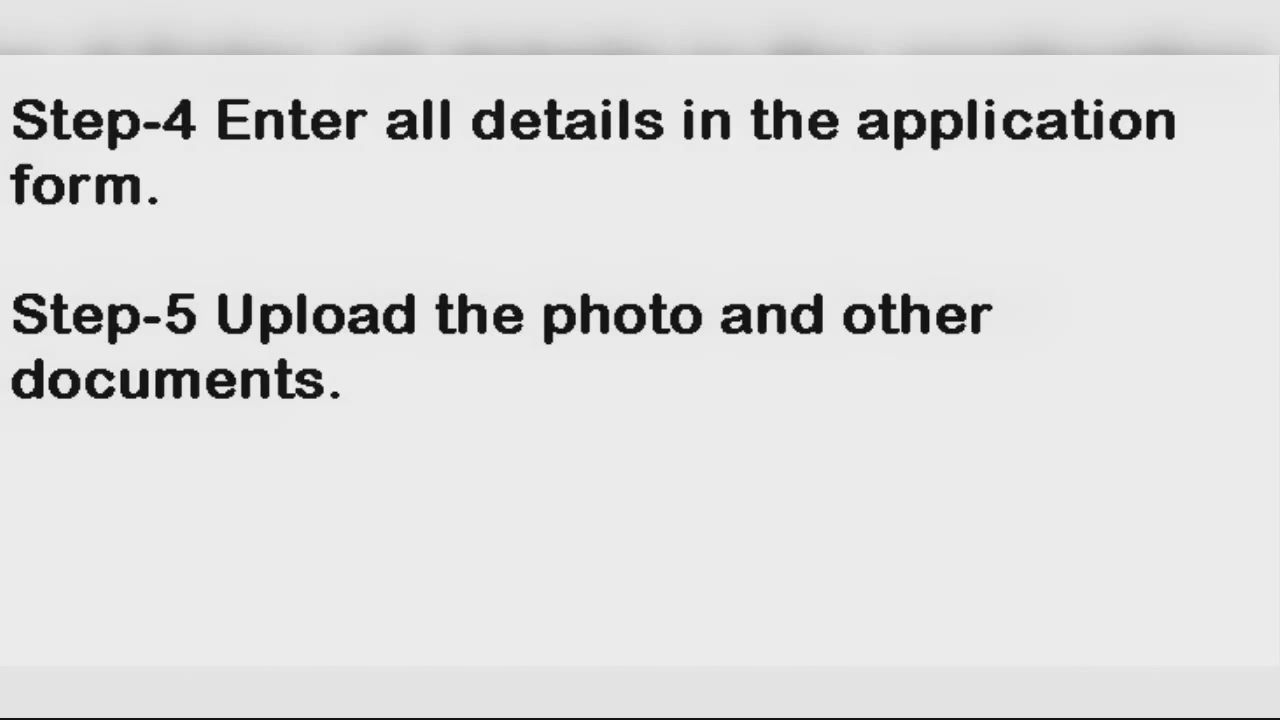 Step-4 Enter all details in the application
form.
Step-5 Upload the photo and other
documents.